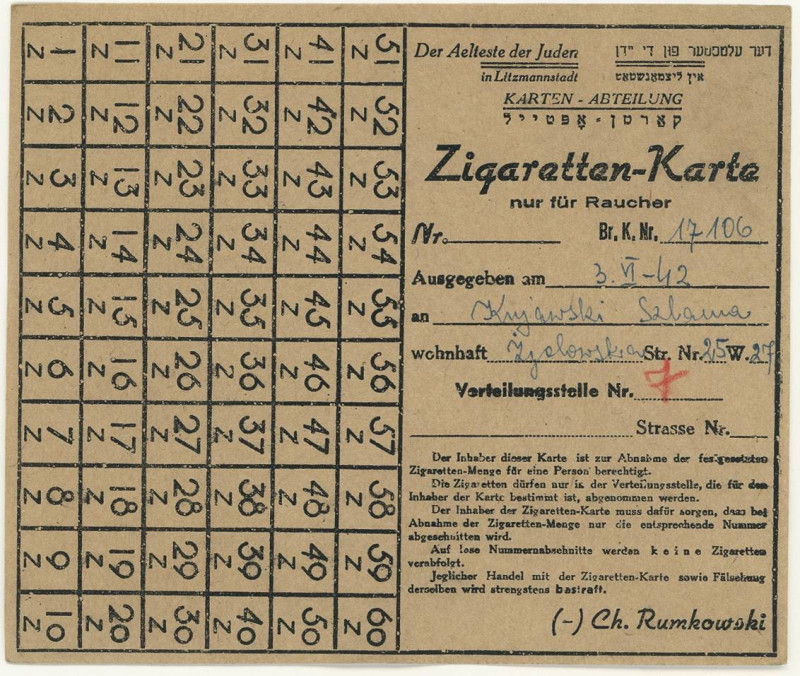 Der Aelteste der Juden
in Litzmannstadt
דער עלטסטער פון די יידן
אין ליצמאנשטאט
KARTEN - ABTEILUNG
קארטן - אָפּטייל
Zigaretten-Karte
nur für Raucher
Nr. Br. K. Nr. 17106
Ausgegeben am 3. VI - 42
an Kujawski Szlama
wohnhaft Str. Nr. 25 W. 27
Verteilungsstelle Nr. 7
Strasse Nr.
Der Inhaber dieser Karte ist zur Abnahme der festgesetzten
Zigaretten-Menge für eine Person berechtigt.
Die Zigaretten dürfen nur in der Verteilungsstelle, die für den
Inhaber der Karte bestimmt ist, abgenommen werden.
Der Inhaber der Zigaretten-Karte muss dafür sorgen, dass bei
Abnahme der Zigaretten-Menge nur die entsprechende Nummer
abgeschnitten wird.
Auf lose Nummernabschnitte werden keine Zigaretten
verabfolgt.
Jeglicher Handel mit der Zigaretten-Karte sowie Fälschung
derselben wird strengstens bestraft.
(-) Ch. Rumkowski
51 Z 52 Z 53 Z 54 Z 55 Z 56 Z 57 Z 58 Z 59 Z 60 Z
41 Z 42 Z 43 Z 44 Z 45 Z 46 Z 47 Z 48 Z 49 Z 50 Z
31 Z 32 Z 33 Z 34 Z 35 Z 36 Z 37 Z 38 Z 39 Z 40 Z
21 Z 22 Z 23 Z 24 Z 25 Z 26 Z 27 Z 28 Z 29 Z 30 Z
11 Z 12 Z 13 Z 14 Z 15 Z 16 Z 17 Z 18 Z 19 Z 20 Z
1 Z 2 Z 3 Z 4 Z 5 Z 6 Z 7 Z 8 Z 9 Z 10 Z